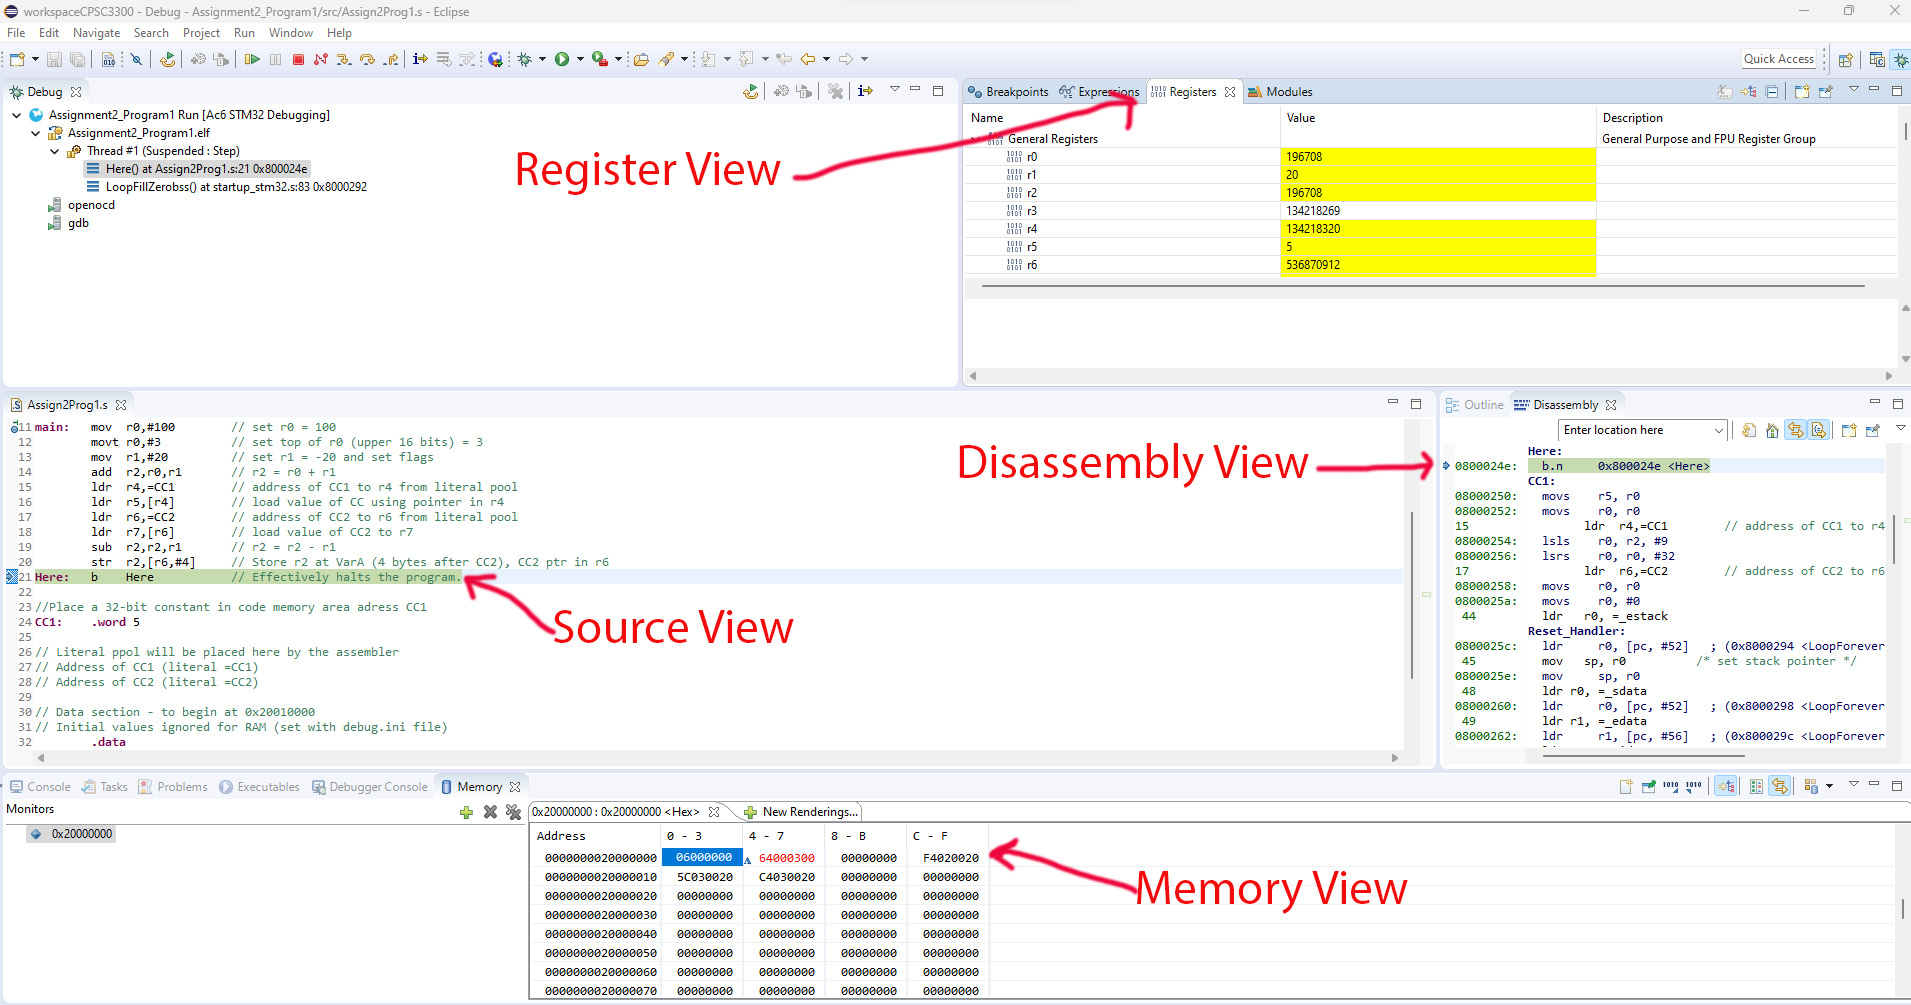 workspaceCPSC3300 - Debug - Assignment2_Program1/src/Assign2Prog1.s - Eclipse
File Edit Navigate Search Project Run Window Help
Quick Access
Debug
Assignment2_Program1 Run [Ac6 STM32 Debugging]
Assignment2_Program1.elf
Thread #1 (Suspended : Step)
Here() at Assign2Prog1.s:21 0x800024e
LoopFillZerobss() at startup_stm32.s:83 0x8000292
openocd
gdb
Register View
Breakpoints Expressions Registers Modules
Name Value Description
General Registers General Purpose and FPU Register Group
r0 196708
r1 20
r2 196708
r3 134218269
r4 134218320
r5 5
r6 536870912
Assign2Prog1.s
11 main: mov r0,#100 // set r0 = 100
12 movt r0,#3 // set top of r0 (upper 16 bits) = 3
13 mov r1,#20 // set r1 = -20 and set flags
14 add r2,r0,r1 // r2 = r0 + r1
15 ldr r4,=CC1 // address of CC1 to r4 from literal pool
16 ldr r5,[r4] // load value of CC using pointer in r4
17 ldr r6,=CC2 // address of CC2 to r6 from literal pool
18 ldr r7,[r6] // load value of CC2 to r7
19 sub r2,r2,r1 // r2 = r2 - r1
20 str r2,[r6,#4] // Store r2 at VarA (4 bytes after CC2), CC2 ptr in r6
21 Here: b Here // Effectively halts the program.
22
23 //Place a 32-bit constant in code memory area adress CC1
24 CC1: .word 5
25
26 // Literal ppol will be placed here by the assembler
27 // Address of CC1 (literal =CC1)
28 // Address of CC2 (literal =CC2)
29
30 // Data section - to begin at 0x20010000
31 // Initial values ignored for RAM (set with debug.ini file)
32 .data
Source View
Disassembly View
Outline Disassembly
Enter location here
Here:
0800024e: b.n 0x800024e <Here>
CC1:
08000250: movs r5, r0
08000252: movs r0, r0
15 ldr r4,=CC1 // address of CC1 to r4
08000254: lsls r0, r2, #9
08000256: lsrs r0, r0, #32
17 ldr r6,=CC2 // address of CC2 to r6
08000258: movs r0, r0
0800025a: movs r0, #0
44 ldr r0, =_estack
Reset_Handler:
0800025c: ldr r0, [pc, #52] ; (0x8000294 <LoopForever
45 mov sp, r0 /* set stack pointer */
0800025e: mov sp, r0
48 ldr r0, =_sdata
08000260: ldr r0, [pc, #52] ; (0x8000298 <LoopForever
49 ldr r1, =_edata
08000262: ldr r1, [pc, #56] ; (0x800029c <LoopForever
Console Tasks Problems Executables Debugger Console Memory
Monitors
0x20000000
0x20000000 : 0x20000000 <Hex> New Renderings...
Address 0 - 3 4 - 7 8 - B C - F
0000000020000000 06000000 64000300 00000000 F4020020
0000000020000010 5C030020 C4030020 00000000 00000000
0000000020000020 00000000 00000000 00000000 00000000
0000000020000030 00000000 00000000 00000000 00000000
0000000020000040 00000000 00000000 00000000 00000000
0000000020000050 00000000 00000000 00000000 00000000
0000000020000060 00000000 00000000 00000000 00000000
0000000020000070 00000000 00000000 00000000 00000000
Memory View